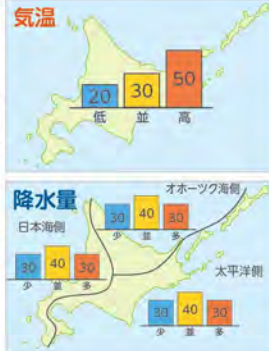 気温
20 30 50
低 並 高
降水量
オホーツク海側
30 40 30
少 並 多
日本海側
30 40 30
少 並 多
太平洋側
30 40 30
少 並 多